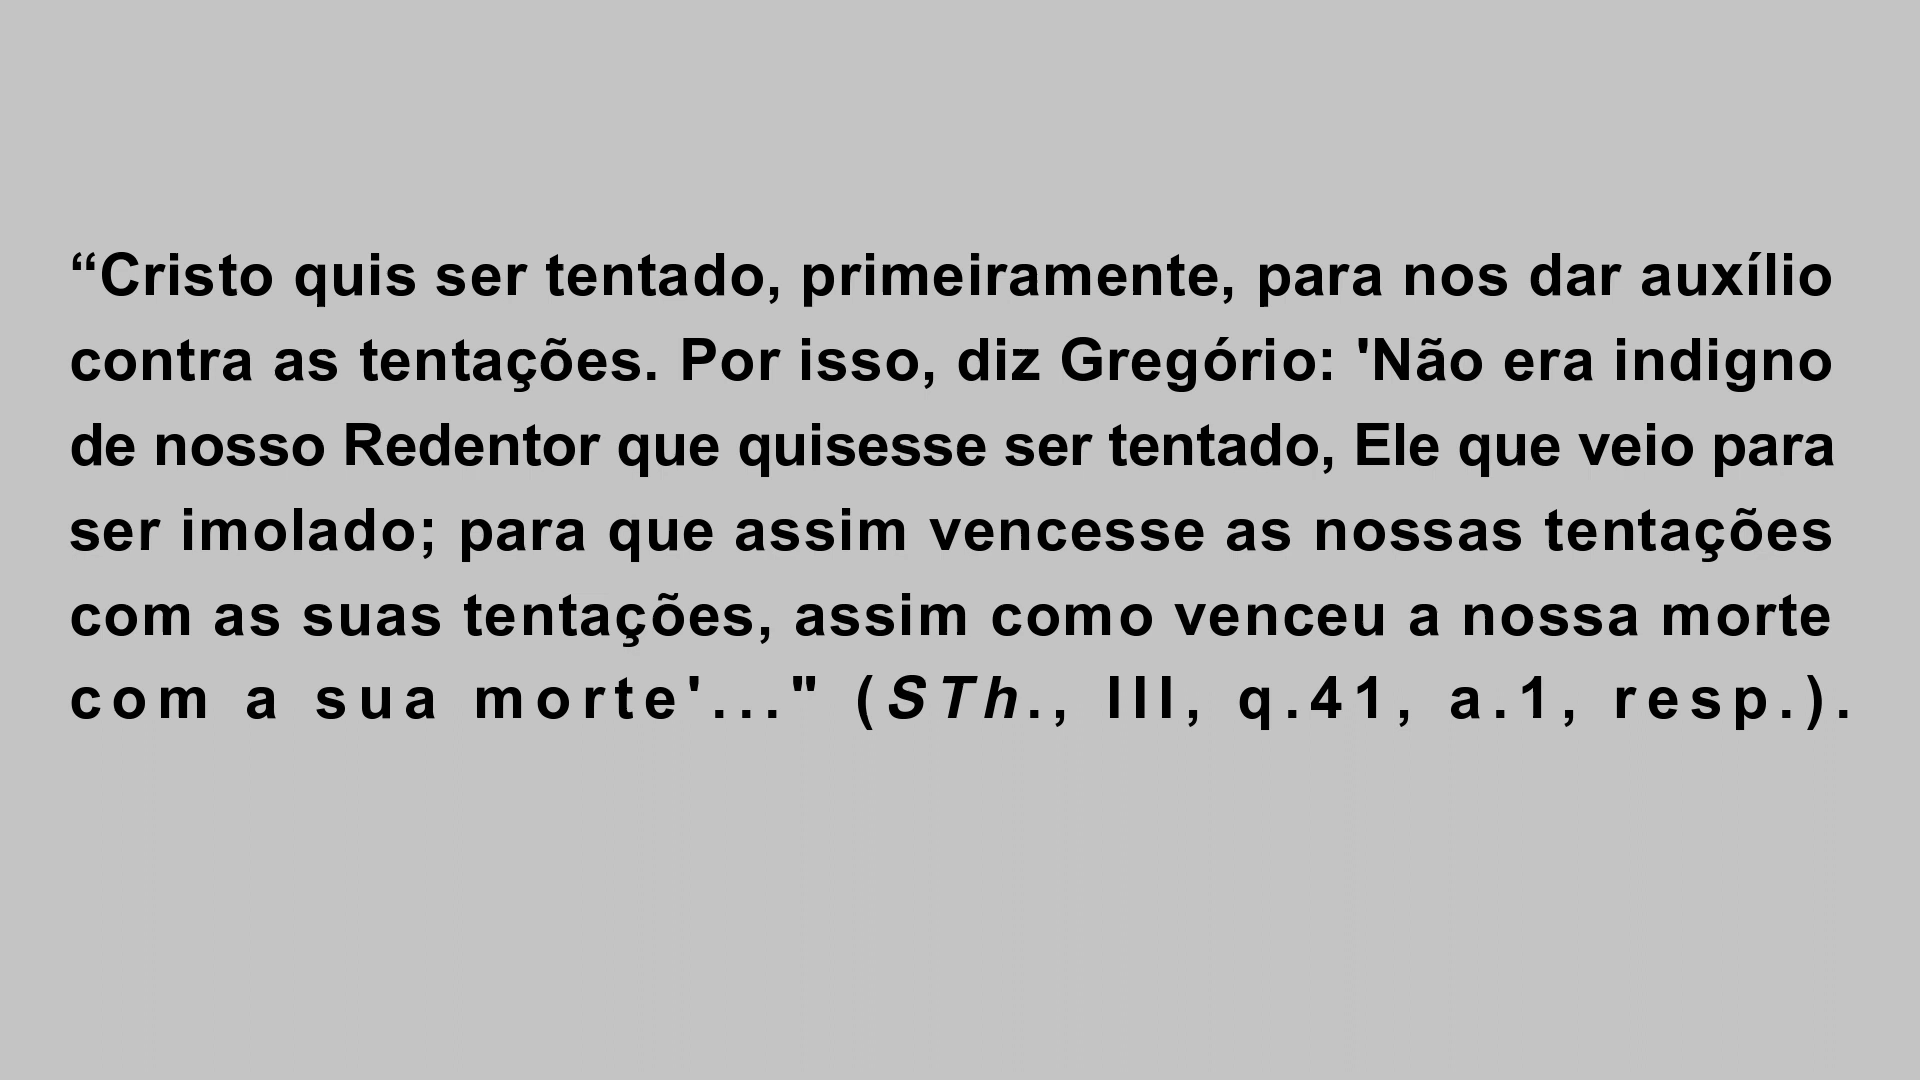 “Cristo quis ser tentado, primeiramente, para nos dar auxílio
contra as tentações. Por isso, diz Gregório: 'Não era indigno
de nosso Redentor que quisesse ser tentado, Ele que veio para
ser imolado; para que assim vencesse as nossas tentações
com as suas tentações, assim como venceu a nossa morte
com a sua morte'..." (STh., III, q.41, a.1, resp.).